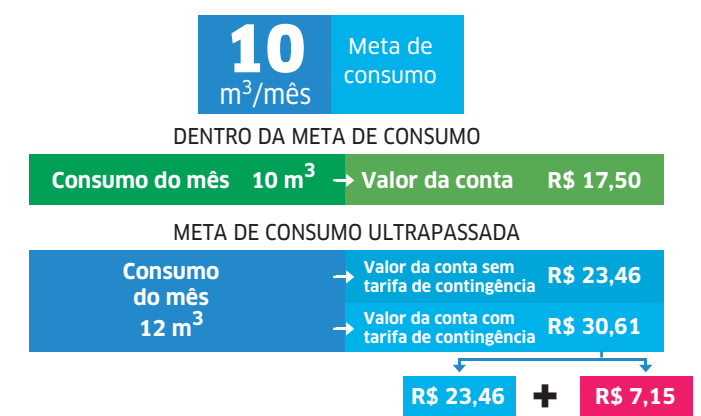 10
m³/mês
Meta de
consumo
DENTRO DA META DE CONSUMO
Consumo do mês 10 m³ → Valor da conta R$ 17,50
META DE CONSUMO ULTRAPASSADA
Consumo
do mês
12 m³
→ Valor da conta sem
tarifa de contingência R$ 23,46
→ Valor da conta com
tarifa de contingência R$ 30,61
R$ 23,46 + R$ 7,15